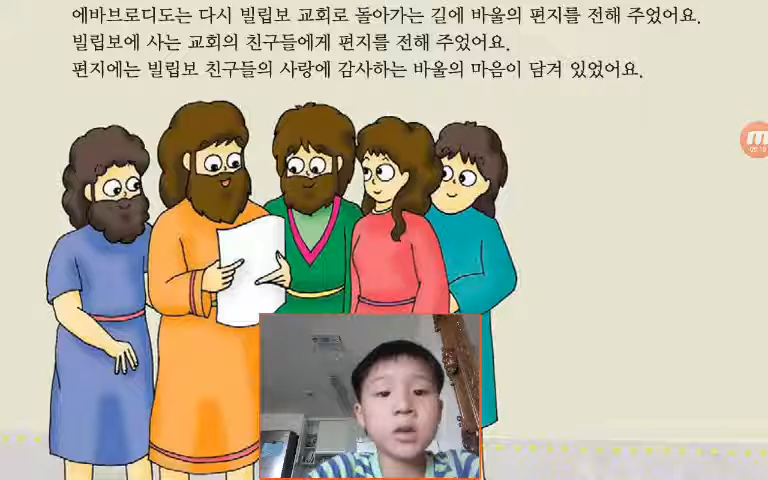 에바브로디도는 다시 빌립보 교회로 돌아가는 길에 바울의 편지를 전해 주었어요.
빌립보에 사는 교회의 친구들에게 편지를 전해 주었어요.
편지에는 빌립보 친구들의 사랑에 감사하는 바울의 마음이 담겨 있었어요.